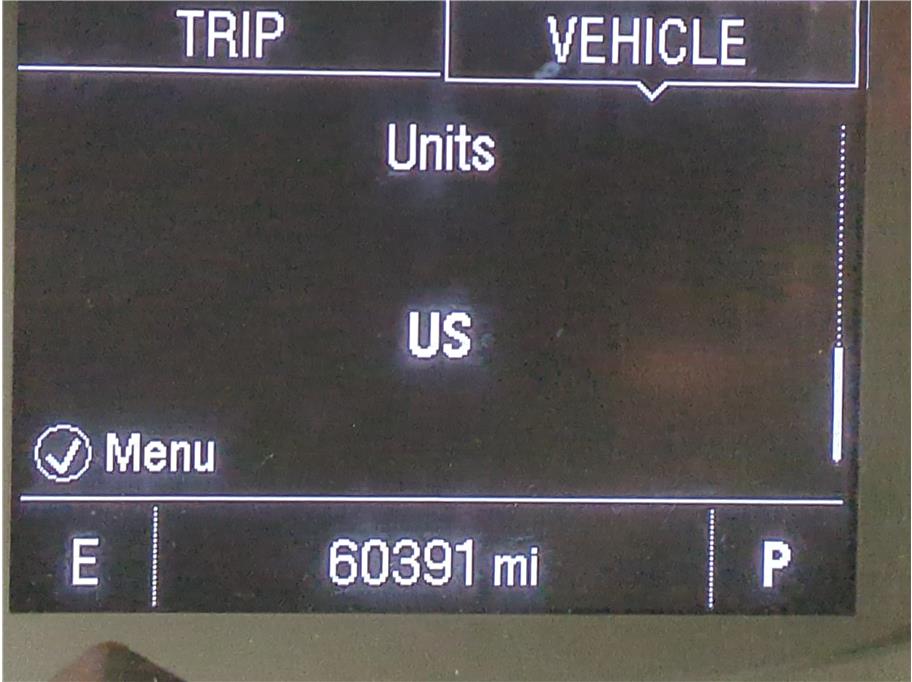 TRIP VEHICLE
Units
US
Menu
E 60391 mi P